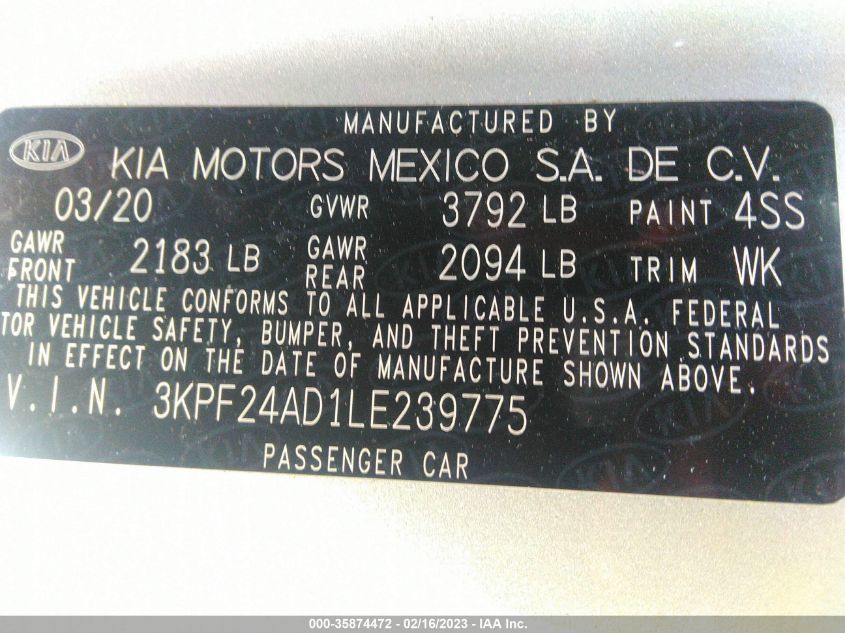 MANUFACTURED BY
KIA KIA MOTORS MEXICO S.A. DE C.V.
03/20 GVWR 3792 LB PAINT 4SS
GAWR FRONT 2183 LB GAWR REAR 2094 LB TRIM WK
THIS VEHICLE CONFORMS TO ALL APPLICABLE U.S.A. FEDERAL
TOR VEHICLE SAFETY, BUMPER, AND THEFT PREVENTION STANDARDS
IN EFFECT ON THE DATE OF MANUFACTURE SHOWN ABOVE.
V.I.N. 3KPF24AD1LE239775
PASSENGER CAR
000-35874472 - 02/16/2023 - IAA Inc.